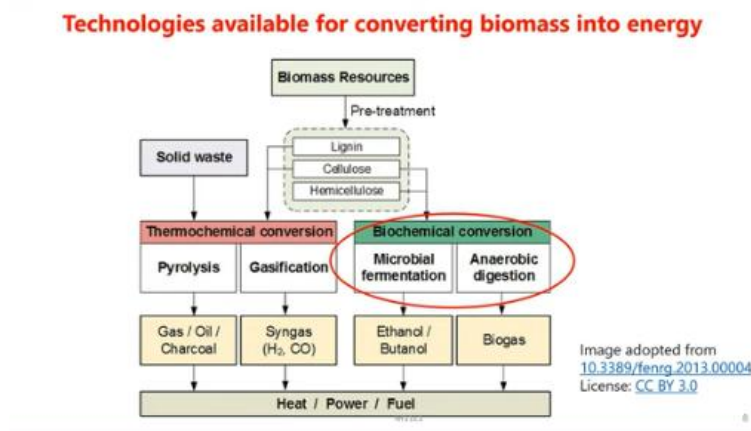 Technologies available for converting biomass into energy
Biomass Resources
Pre-treatment
Solid waste
Lignin
Cellulose
Hemicellulose
Thermochemical conversion
Biochemical conversion
Pyrolysis
Gasification
Microbial
fermentation
Anaerobic
digestion
Gas / Oil /
Charcoal
Syngas
(H₂, CO)
Ethanol /
Butanol
Biogas
Heat / Power / Fuel
Image adopted from
10.3389/fenrg.2013.00004
License: CC BY 3.0